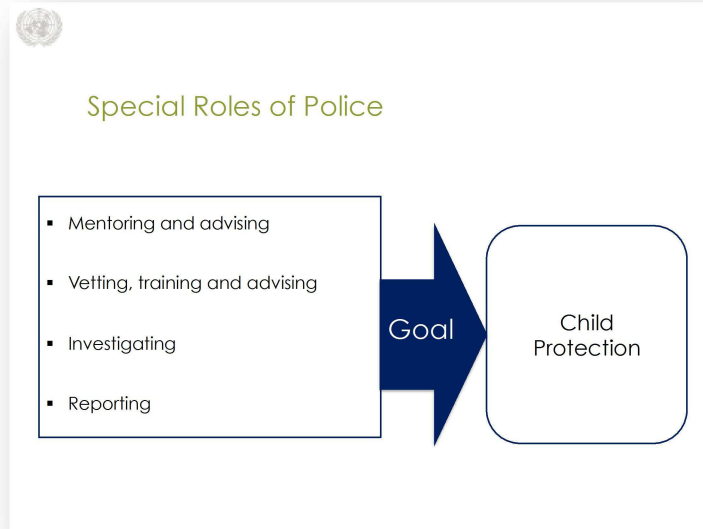 Special Roles of Police
Mentoring and advising
Vetting, training and advising
Investigating
Reporting
Goal
Child
Protection